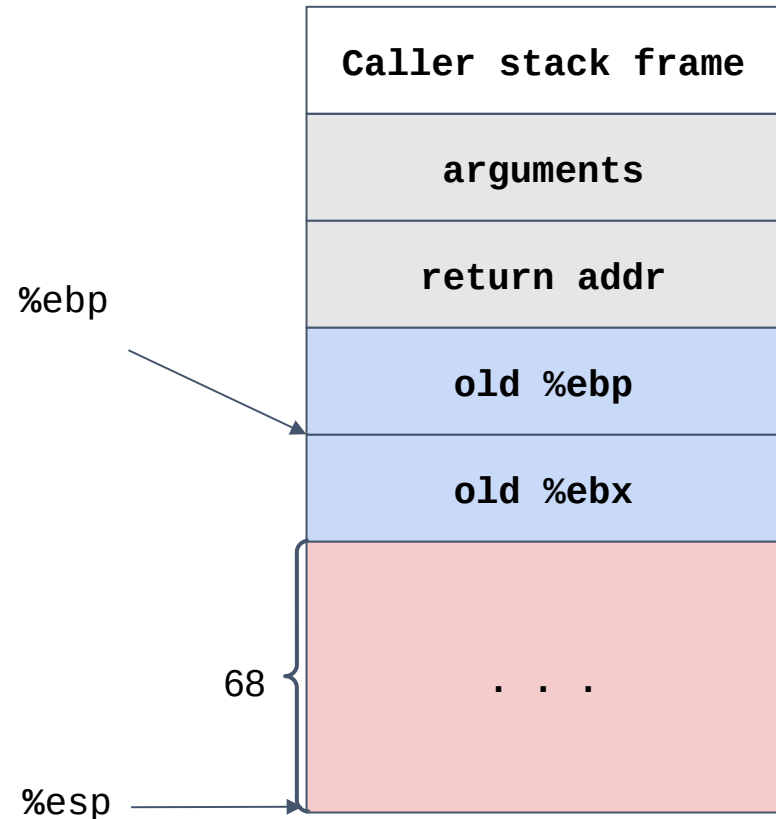 Caller stack frame
arguments
return addr
%ebp
old %ebp
old %ebx
68
. . .
%esp